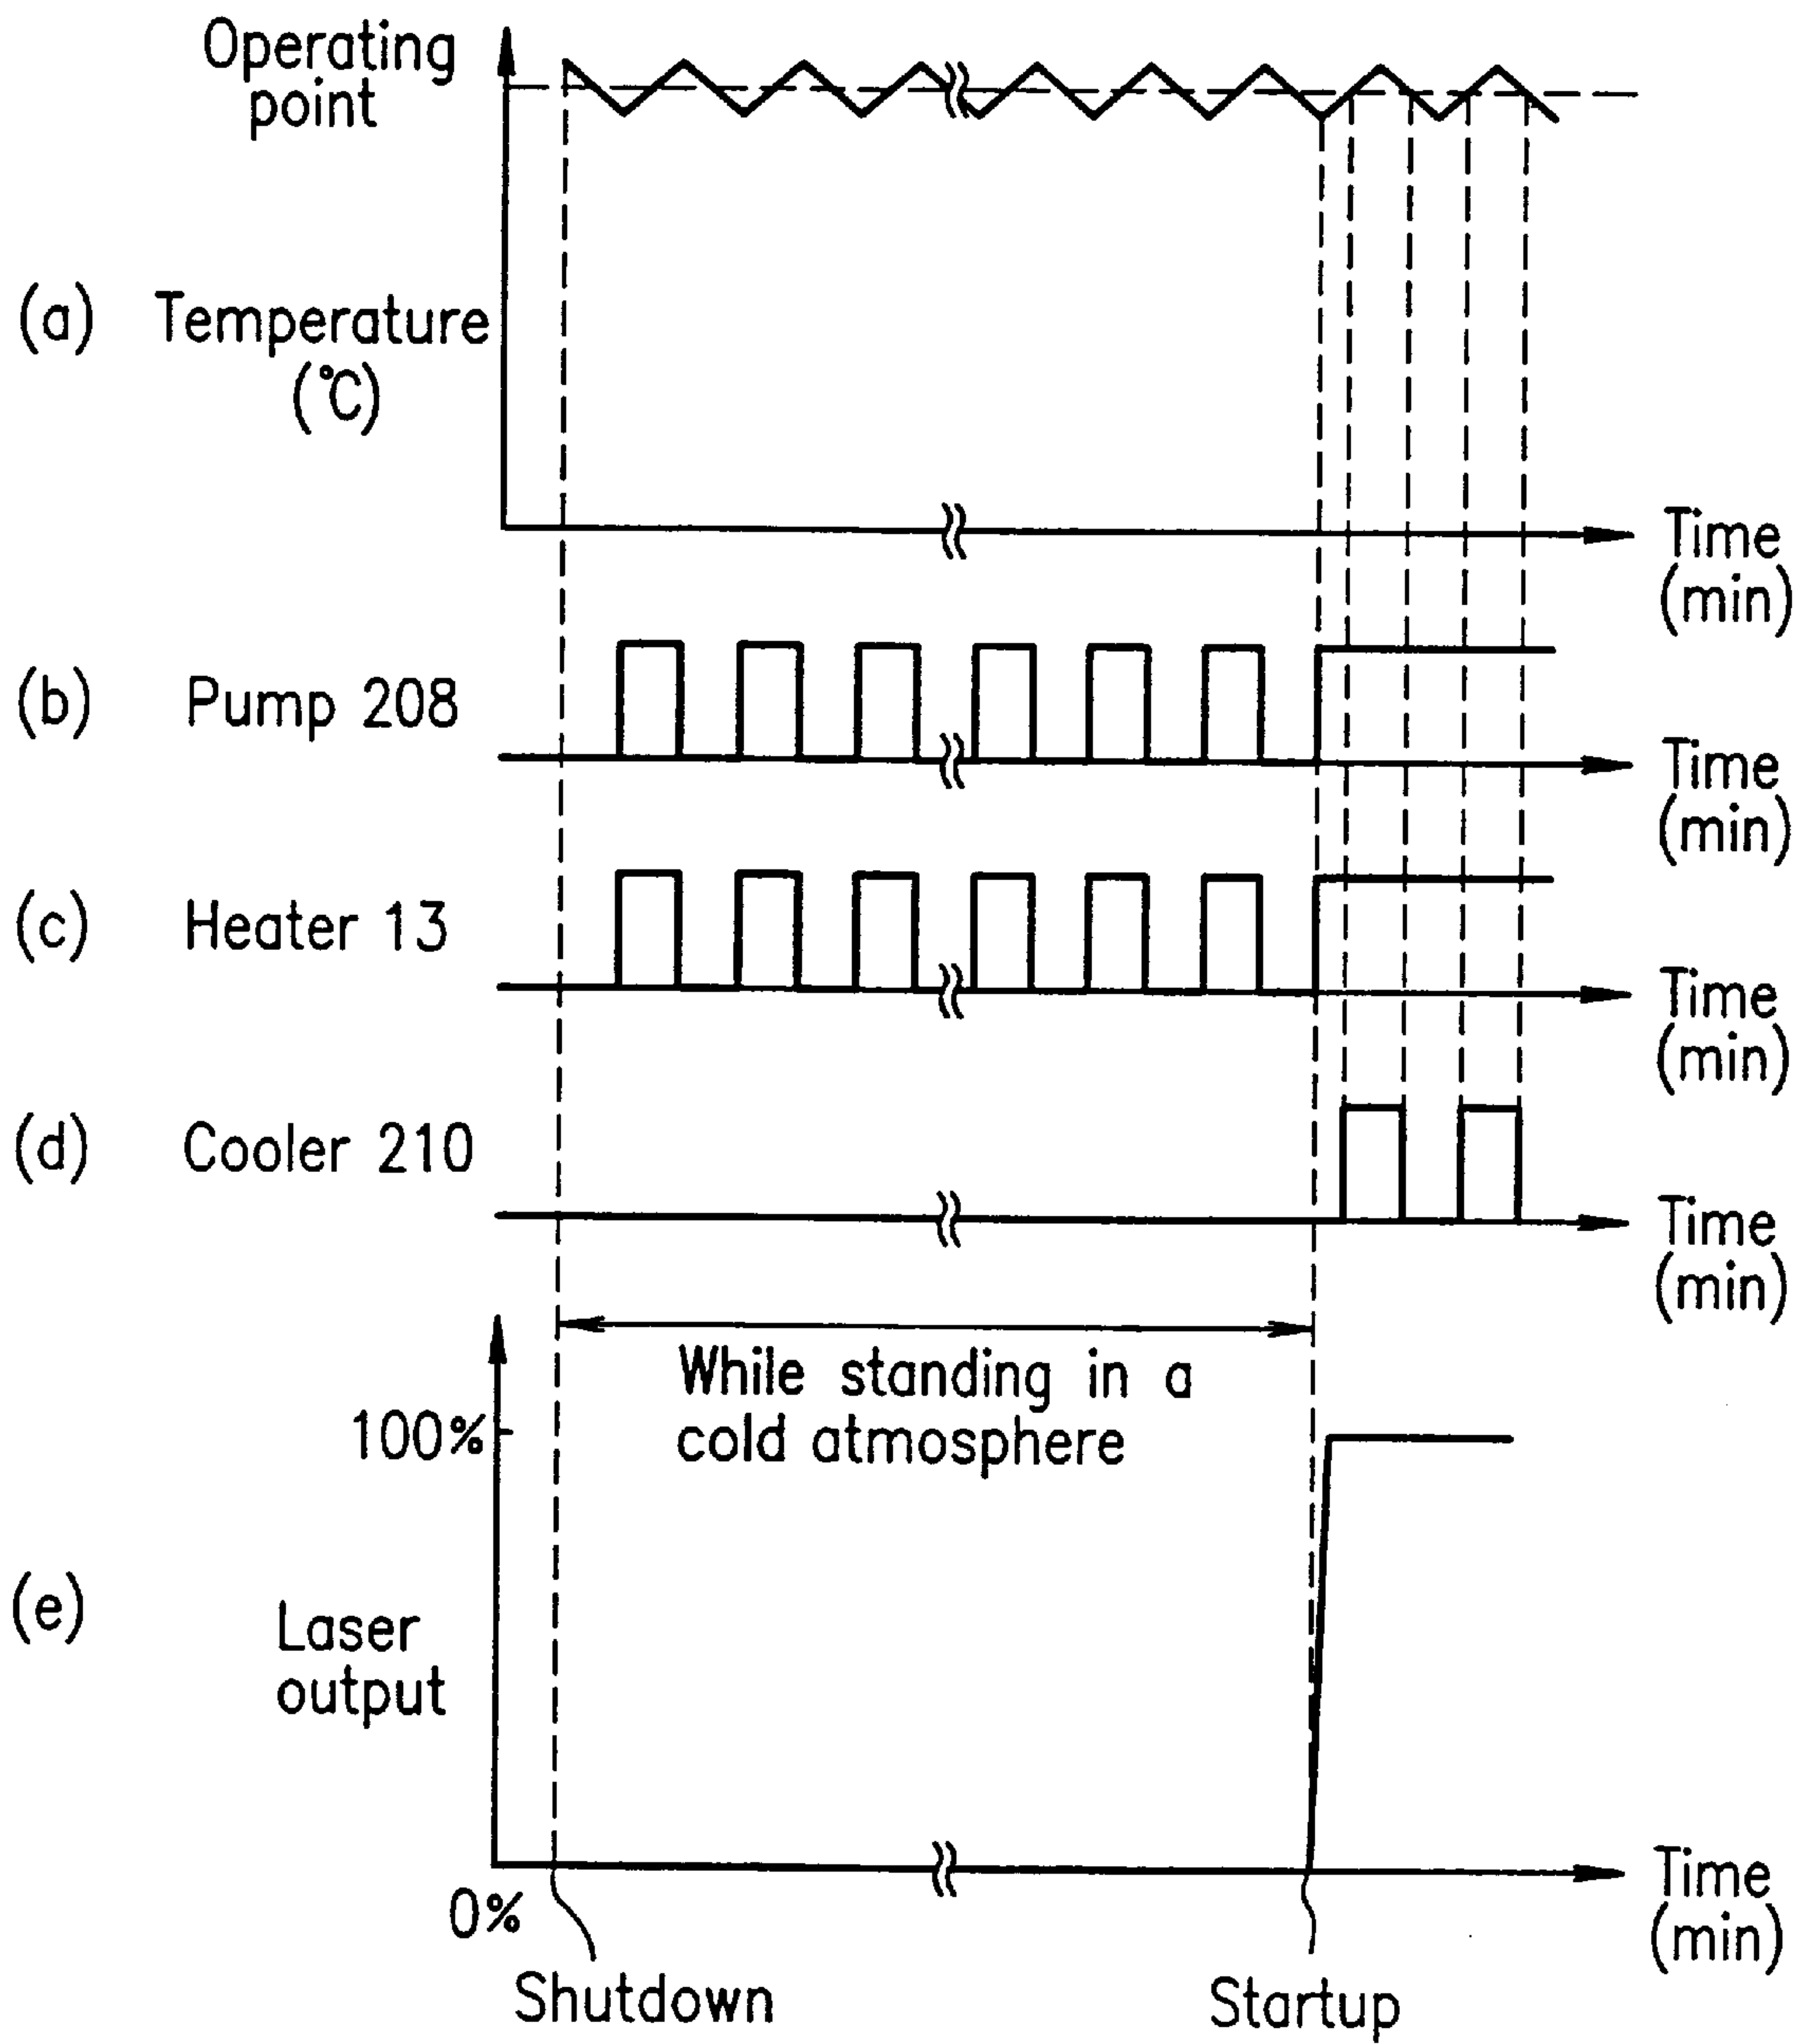 Operating
point
(a) Temperature
(°C)
Time
(min)
(b) Pump 208
Time
(min)
(c) Heater 13
Time
(min)
(d) Cooler 210
Time
(min)
While standing in a
cold atmosphere
100%
(e)
Laser
output
Time
(min)
0%
Shutdown
Startup